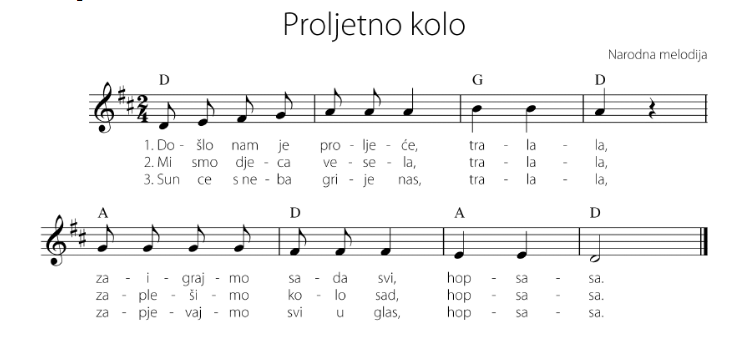 Proljetno kolo
Narodna melodija
D G D
2
4
1. Do - šlo nam je pro - lje - će, tra - la - la,
2. Mi smo dje - ca ve - se - la, tra - la - la,
3. Sun ce s ne - ba gri - je nas, tra - la - la,
A D A D
za - i - graj - mo sa - da svi, hop - sa - sa.
za - ple - ši - mo ko - lo sad, hop - sa - sa.
za - pje - vaj - mo svi u glas, hop - sa - sa.